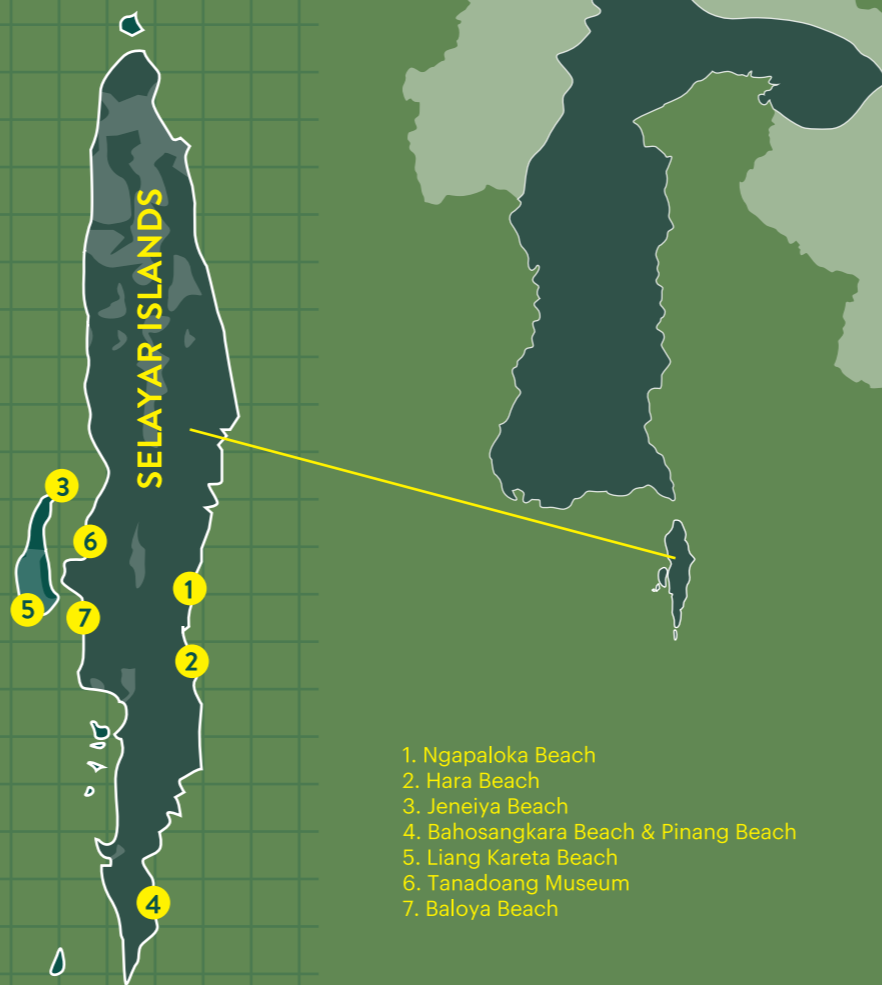 SELAYAR ISLANDS
3
6
1
5
7
2
4
1. Ngapaloka Beach
2. Hara Beach
3. Jeneiya Beach
4. Bahosangkara Beach & Pinang Beach
5. Liang Kareta Beach
6. Tanadoang Museum
7. Baloya Beach